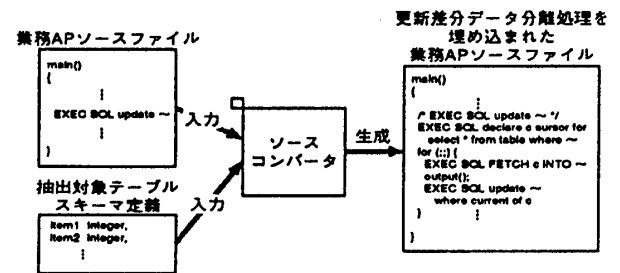 業務APソースファイル
main()
{
⋮
EXEC SQL update ～
⋮
}
抽出対象テーブル
スキーマ定義
item1 integer,
item2 integer,
⋮
入力
入力
ソース
コンバータ
生成
更新差分データ分離処理を
埋め込まれた
業務APソースファイル
main()
{
⋮
/* EXEC SQL update ～ */
EXEC SQL declare c cursor for
select * from table where ～
for (;;) {
EXEC SQL FETCH c INTO ～
output();
EXEC SQL update ～
where current of c
}
⋮
}